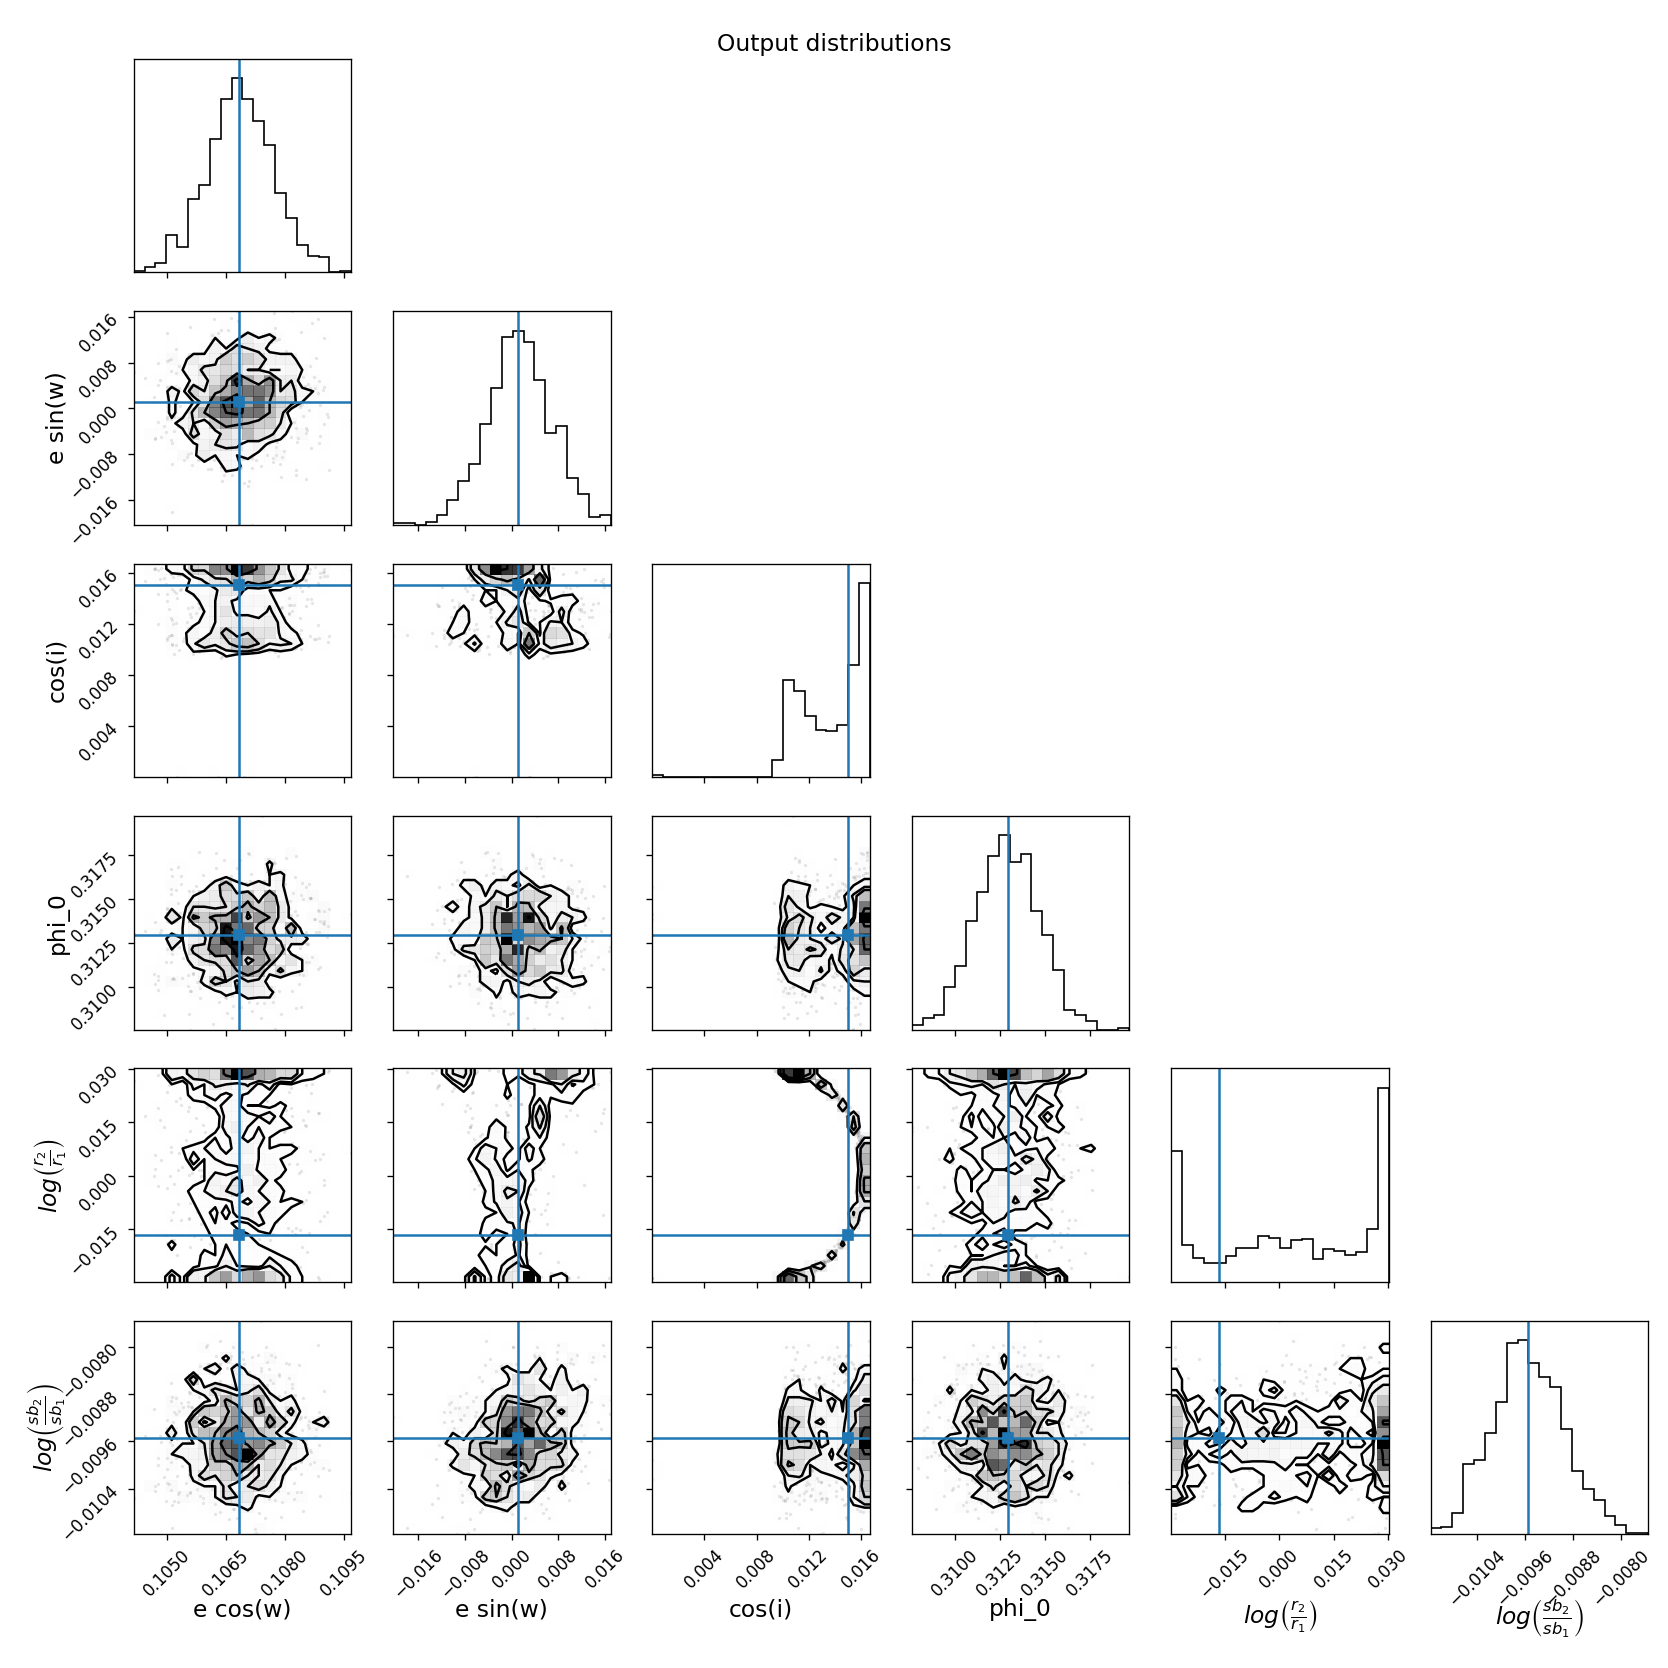 Output distributions
0.016
0.008
0.000
−0.008
−0.016
e sin(w)
0.016
0.012
0.008
0.004
cos(i)
0.3175
0.3150
0.3125
0.3100
phi_0
0.030
0.015
0.000
−0.015
log(r2/r1)
−0.0080
−0.0088
−0.0096
−0.0104
log(sb2/sb1)
0.1050 0.1065 0.1080 0.1095 −0.016 −0.008 0.000 0.008 0.016 0.004 0.008 0.012 0.016 0.3100 0.3125 0.3150 0.3175 −0.015 0.000 0.015 0.030 −0.0104 −0.0096 −0.0088 −0.0080
e cos(w) e sin(w) cos(i) phi_0 log(r2/r1) log(sb2/sb1)